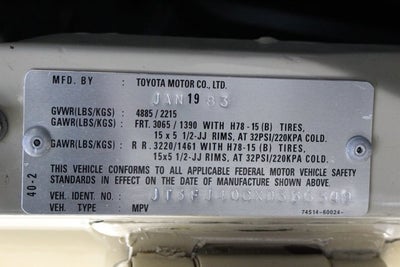 MFD. BY : TOYOTA MOTOR CO., LTD.
JAN 19 83
GVWR(LBS/KGS) : 4885/2215
GAWR(LBS/KGS) : FRT. 3065/1390 WITH H78-15 (B) TIRES,
15 x 5 1/2-JJ RIMS, AT 32PSI/220KPA COLD.
GAWR(LBS/KGS) : R R. 3220/1461 WITH H78-15 (B) TIRES,
15x5 1/2-JJ RIMS, AT 32PSI/220KPA COLD.
THIS VEHICLE CONFORMS TO ALL APPLICABLE FEDERAL MOTOR VEHICLE SAFETY
STANDARDS IN EFFECT ON THE DATE OF MANUFACTURE SHOWN ABOVE.
VEH. IDENT. NO. :
VEH. TYPE : MPV
74514-60024-
40-2